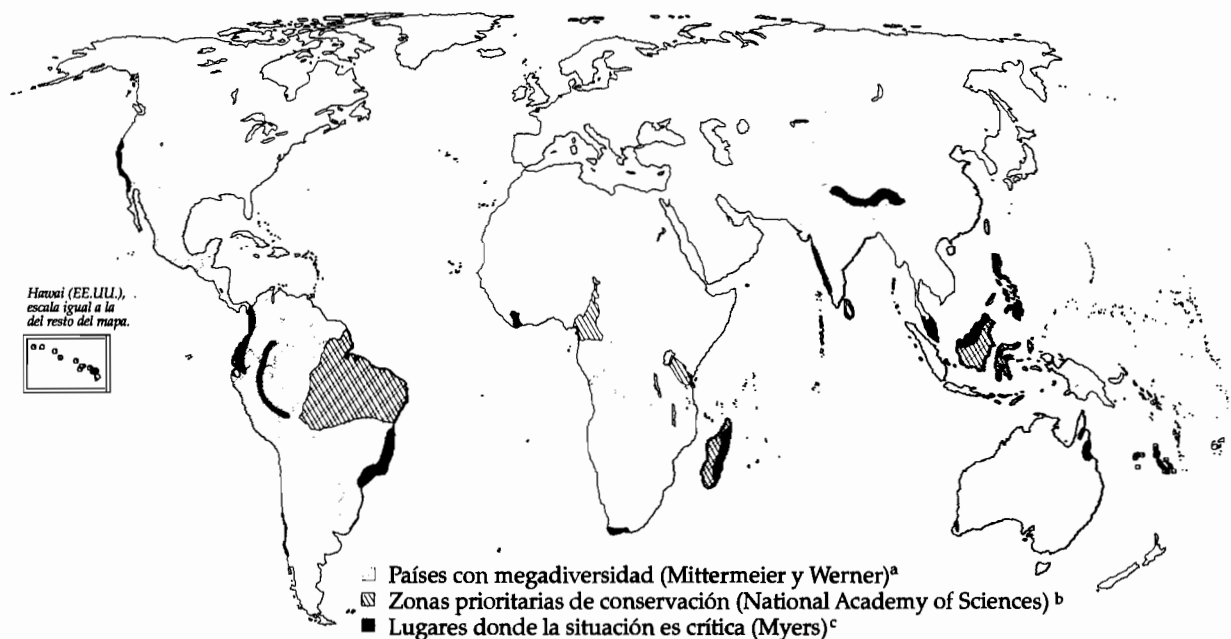 Hawai (EE.UU.),
escala igual a la
del resto del mapa.
Países con megadiversidad (Mittermeier y Werner)a
Zonas prioritarias de conservación (National Academy of Sciences) b
Lugares donde la situación es crítica (Myers)c